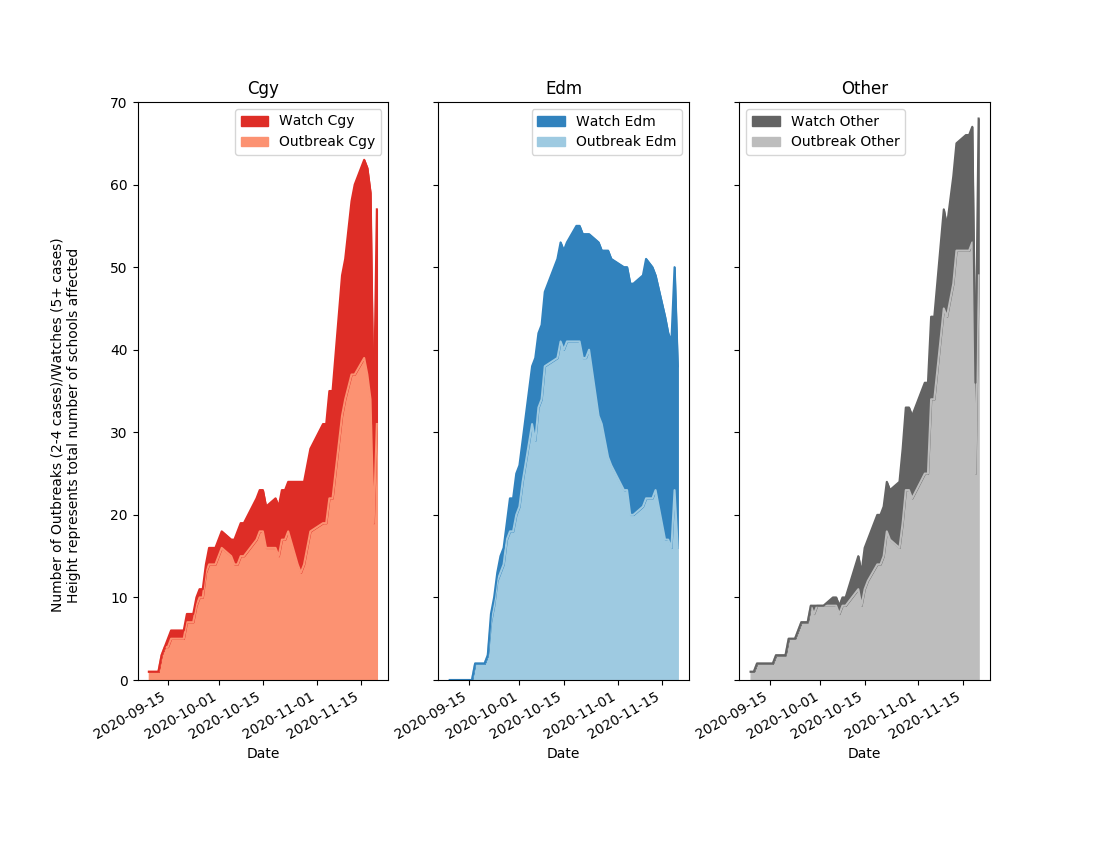 Cgy
Edm
Other
Number of Outbreaks (2-4 cases)/Watches (5+ cases)
Height represents total number of schools affected
70
60
50
40
30
20
10
0
Watch Cgy
Outbreak Cgy
Watch Edm
Outbreak Edm
Watch Other
Outbreak Other
2020-09-15
2020-10-01
2020-10-15
2020-11-01
2020-11-15
2020-09-15
2020-10-01
2020-10-15
2020-11-01
2020-11-15
2020-09-15
2020-10-01
2020-10-15
2020-11-01
2020-11-15
Date
Date
Date